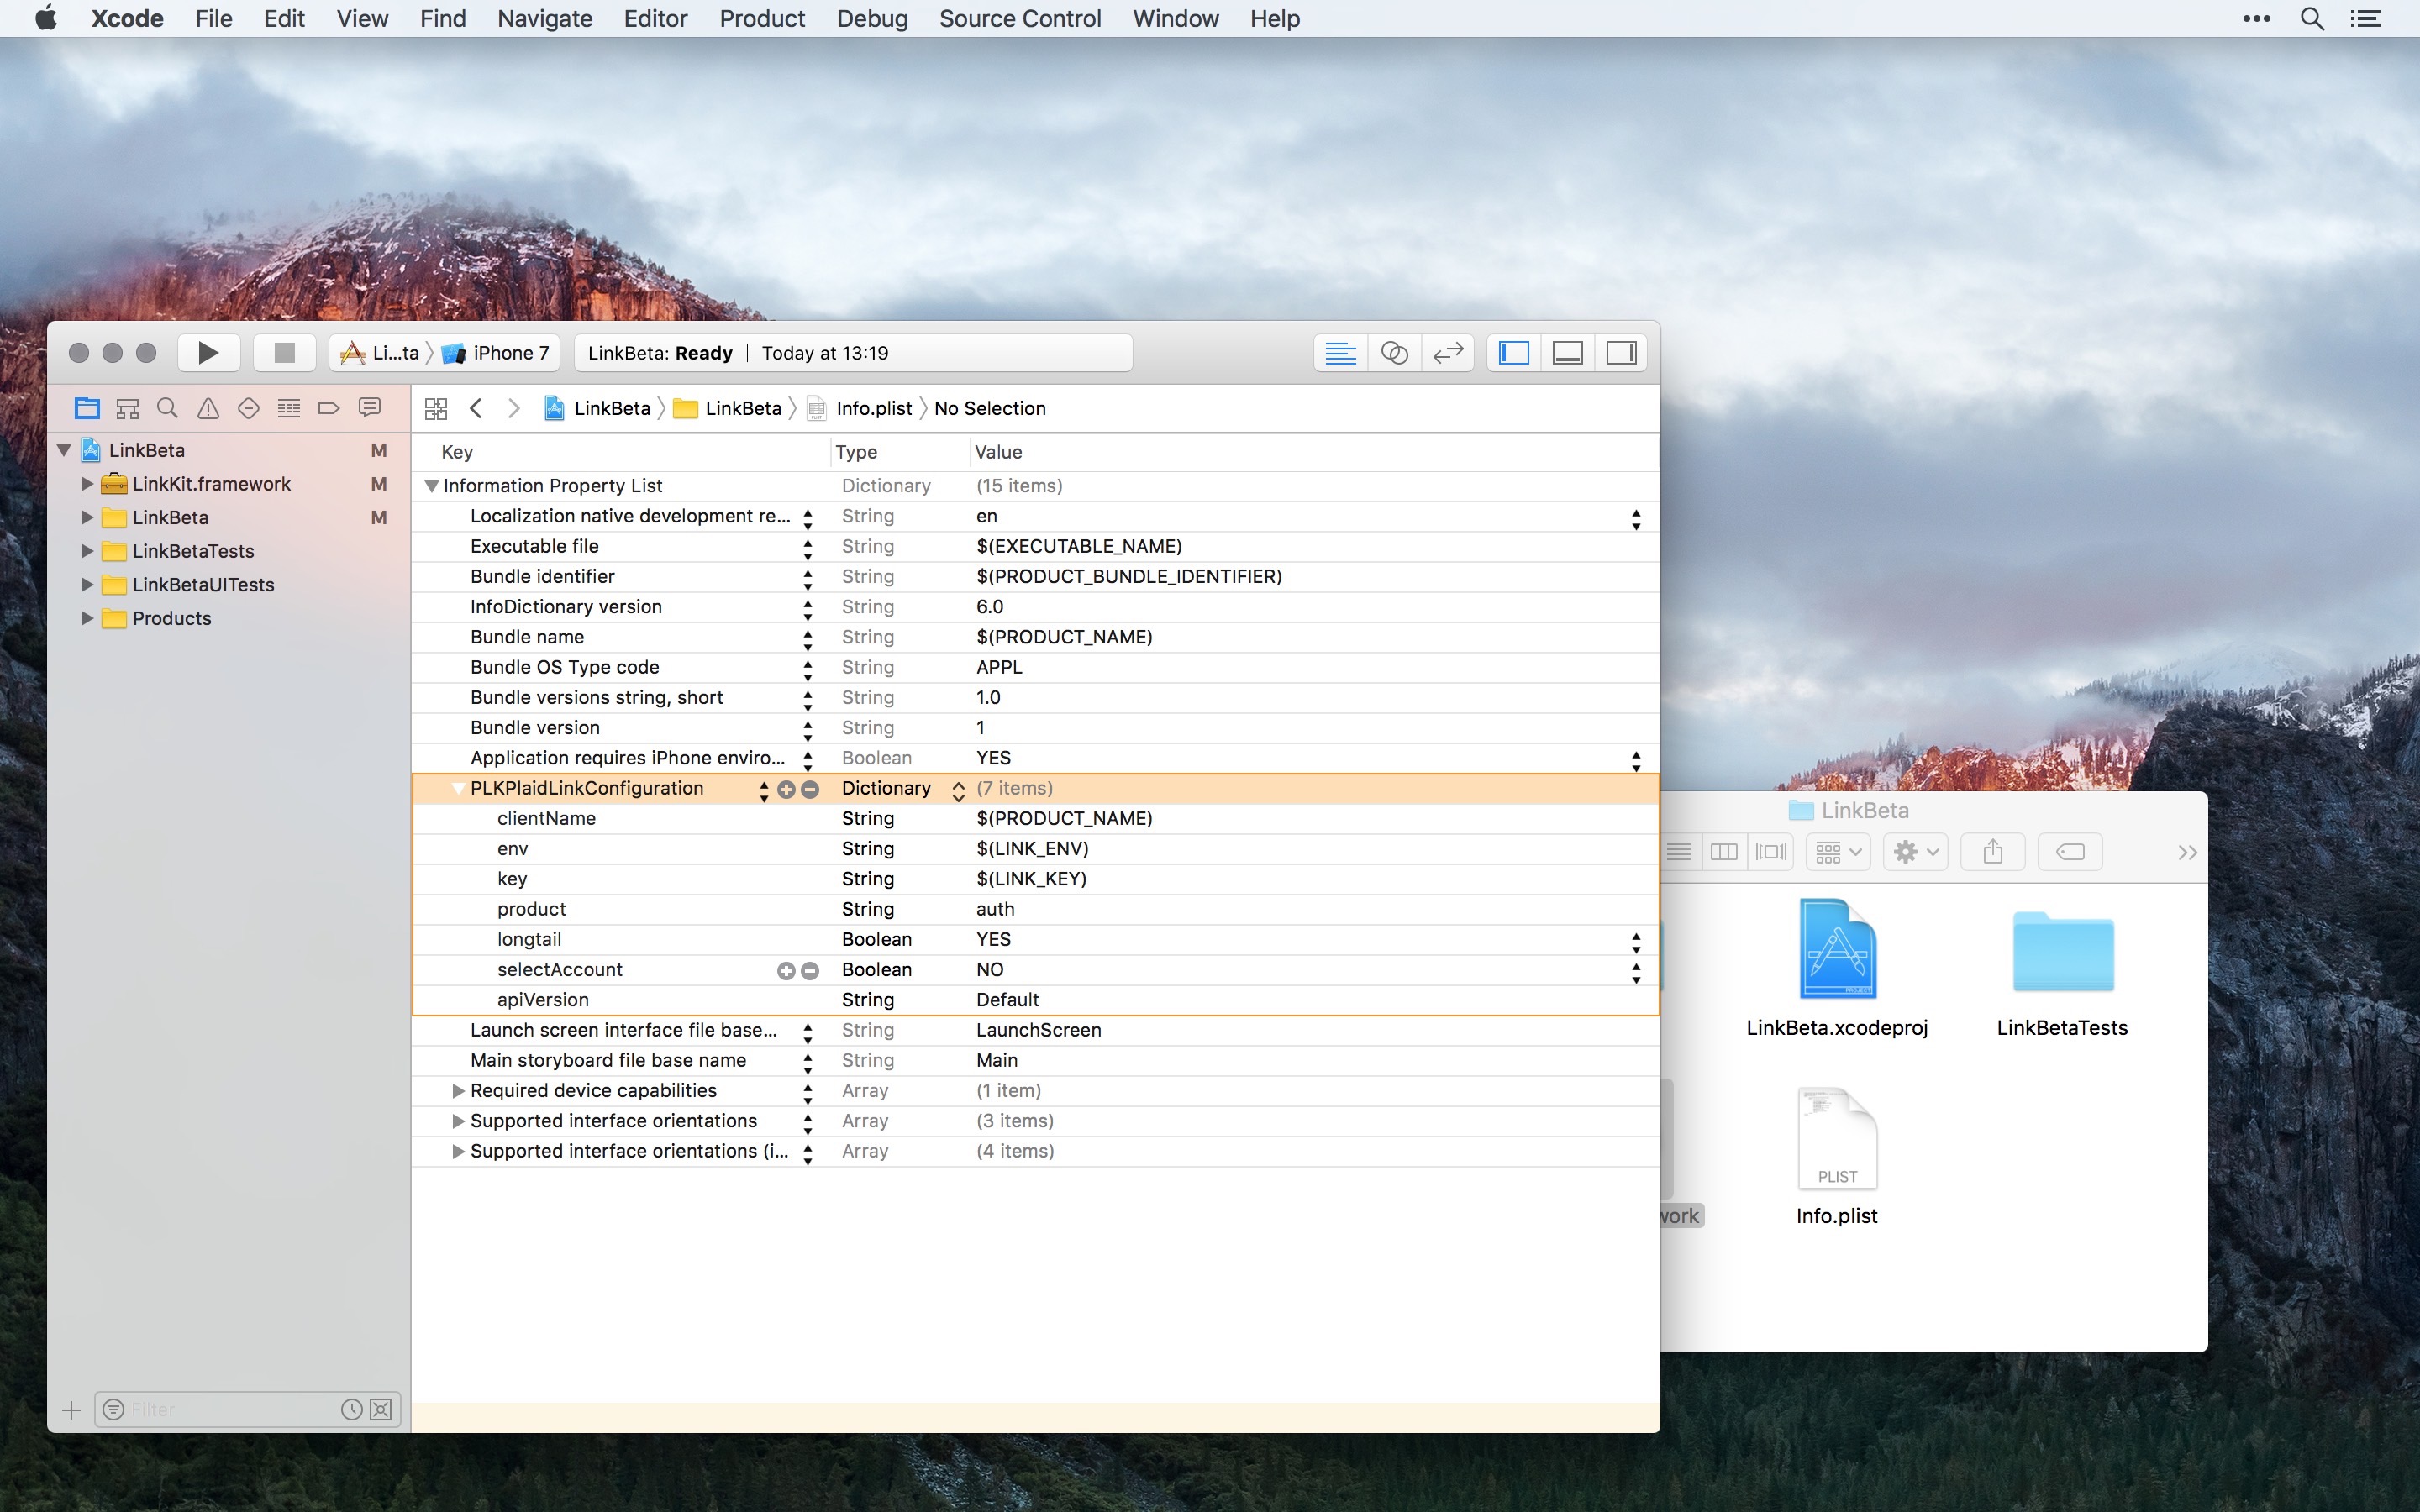 Xcode File Edit View Find Navigate Editor Product Debug Source Control Window Help
Li...ta iPhone 7 LinkBeta: Ready | Today at 13:19
LinkBeta LinkBeta Info.plist No Selection
LinkBeta M
LinkKit.framework M
LinkBeta M
LinkBetaTests
LinkBetaUITests
Products
Filter
Key Type Value
Information Property List Dictionary (15 items)
Localization native development re... String en
Executable file String $(EXECUTABLE_NAME)
Bundle identifier String $(PRODUCT_BUNDLE_IDENTIFIER)
InfoDictionary version String 6.0
Bundle name String $(PRODUCT_NAME)
Bundle OS Type code String APPL
Bundle versions string, short String 1.0
Bundle version String 1
Application requires iPhone enviro... Boolean YES
PLKPlaidLinkConfiguration Dictionary (7 items)
clientName String $(PRODUCT_NAME)
env String $(LINK_ENV)
key String $(LINK_KEY)
product String auth
longtail Boolean YES
selectAccount Boolean NO
apiVersion String Default
Launch screen interface file base... String LaunchScreen
Main storyboard file base name String Main
Required device capabilities Array (1 item)
Supported interface orientations Array (3 items)
Supported interface orientations (i... Array (4 items)
LinkBeta
PROJECT
LinkBeta.xcodeproj LinkBetaTests
PLIST
work Info.plist